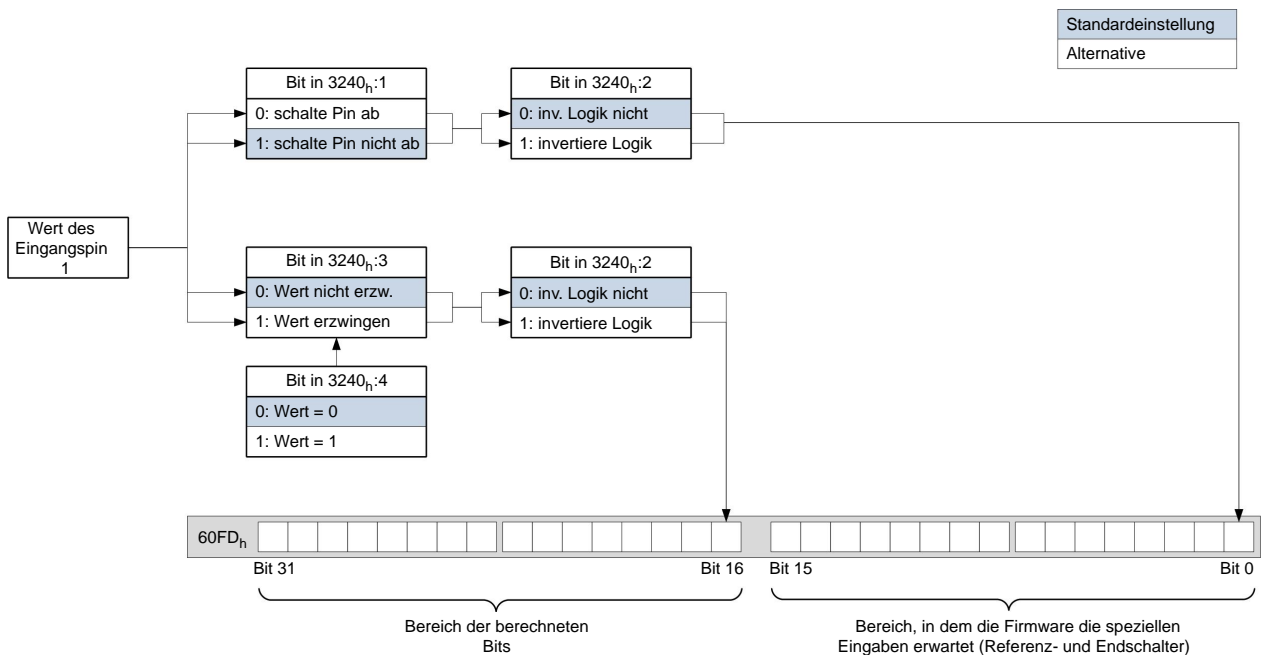 Standardeinstellung
Alternative
Bit in 3240h:1
0: schalte Pin ab
1: schalte Pin nicht ab
Bit in 3240h:2
0: inv. Logik nicht
1: invertiere Logik
Wert des
Eingangspin
1
Bit in 3240h:3
0: Wert nicht erzw.
1: Wert erzwingen
Bit in 3240h:2
0: inv. Logik nicht
1: invertiere Logik
Bit in 3240h:4
0: Wert = 0
1: Wert = 1
60FDh
Bit 31
Bit 16
Bit 15
Bit 0
Bereich der berechneten
Bits
Bereich, in dem die Firmware die speziellen
Eingaben erwartet (Referenz- und Endschalter)